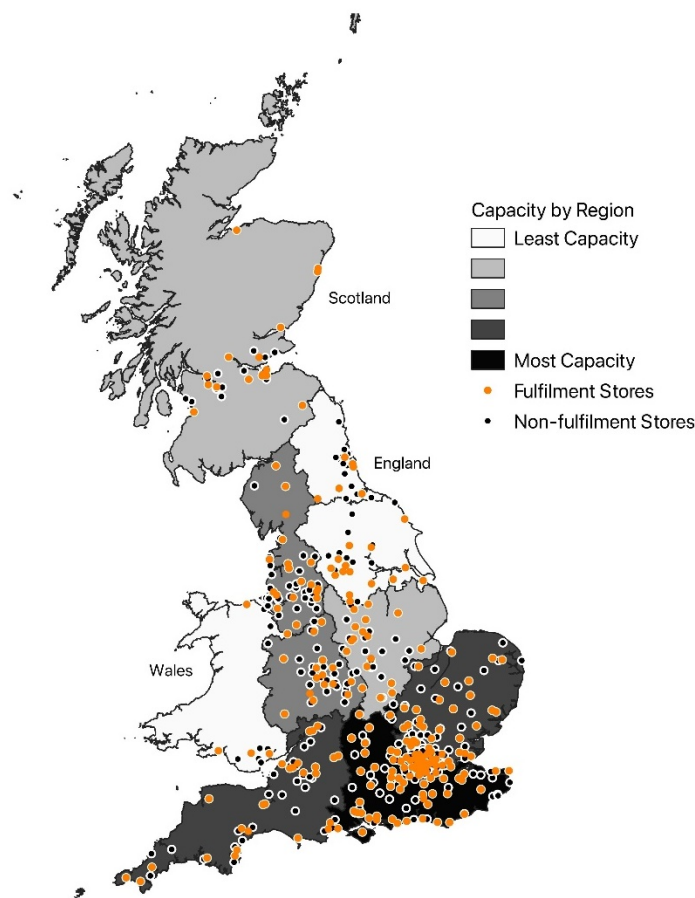 Capacity by Region
Least Capacity
Most Capacity
Fulfilment Stores
Non-fulfilment Stores
Scotland
England
Wales